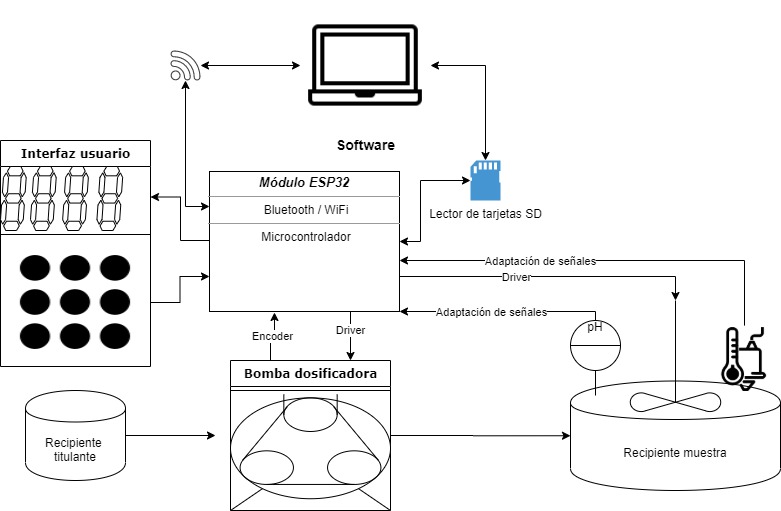 Software
Interfaz usuario
Módulo ESP32
Bluetooth / WiFi
Microcontrolador
Lector de tarjetas SD
Adaptación de señales
Driver
Adaptación de señales
pH
Encoder
Driver
Bomba dosificadora
Recipiente
titulante
Recipiente muestra